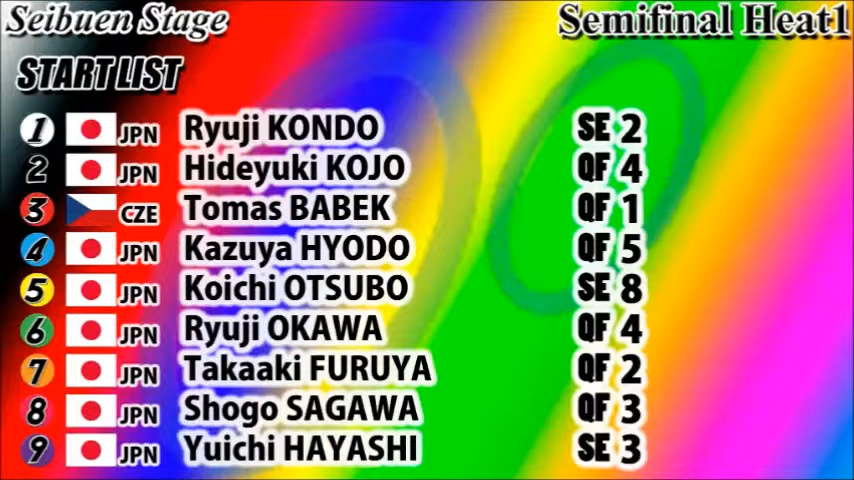 Seibuen Stage
Semifinal Heat1
START LIST
1 JPN Ryuji KONDO SE 2
2 JPN Hideyuki KOJO QF 4
3 CZE Tomas BABEK QF 1
4 JPN Kazuya HYODO QF 5
5 JPN Koichi OTSUBO SE 8
6 JPN Ryuji OKAWA QF 4
7 JPN Takaaki FURUYA QF 2
8 JPN Shogo SAGAWA QF 3
9 JPN Yuichi HAYASHI SE 3